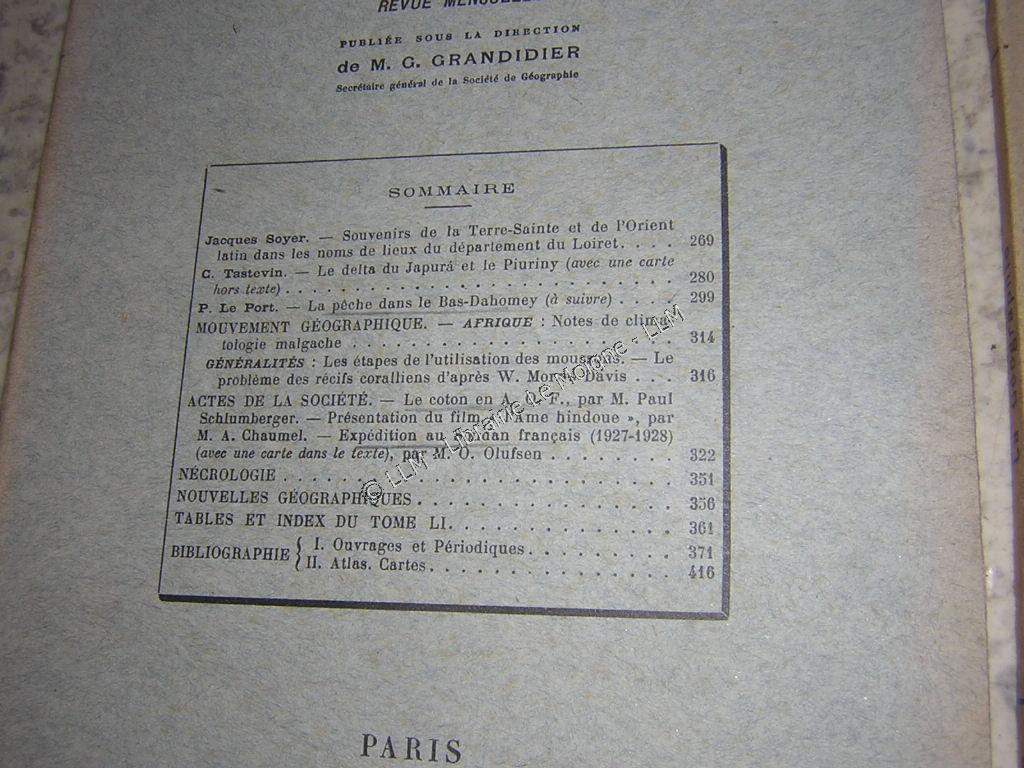 REVUE MENSUELLE
PUBLIÉE SOUS LA DIRECTION
de M. G. GRANDIDIER
Secrétaire général de la Société de Géographie
SOMMAIRE
Jacques Soyer. — Souvenirs de la Terre-Sainte et de l'Orient
latin dans les noms de lieux du département du Loiret. . . . 269
C. Tastevin. — Le delta du Japurá et le Piuriny (avec une carte
hors texte) . . . . . . . . . . . . . . . . . . . . . . . . 280
P. Le Port. — La pêche dans le Bas-Dahomey (à suivre) . . . . 299
MOUVEMENT GÉOGRAPHIQUE. — AFRIQUE : Notes de clima-
tologie malgache . . . . . . . . . . . . . . . . . . . . 314
GÉNÉRALITÉS : Les étapes de l'utilisation des moussons. — Le
problème des récifs coralliens d'après W. Morris Davis . . . 316
ACTES DE LA SOCIÉTÉ. — Le coton en A. O. F., par M. Paul
Schlumberger. — Présentation du film « Ame hindoue », par
M. A. Chaumel. — Expédition au Soudan français (1927-1928)
(avec une carte dans le texte), par M. O. Olufsen . . . . . . . . 322
NÉCROLOGIE . . . . . . . . . . . . . . . . . . . . . . . . 351
NOUVELLES GÉOGRAPHIQUES . . . . . . . . . . . . . . . . 356
TABLES ET INDEX DU TOME LI. . . . . . . . . . . . . . . 361
BIBLIOGRAPHIE { I. Ouvrages et Périodiques . . . . . . . . . 371
II. Atlas. Cartes . . . . . . . . . . . . . . . . 416
PARIS
© LLM - Librairie Le Moigne - LLM